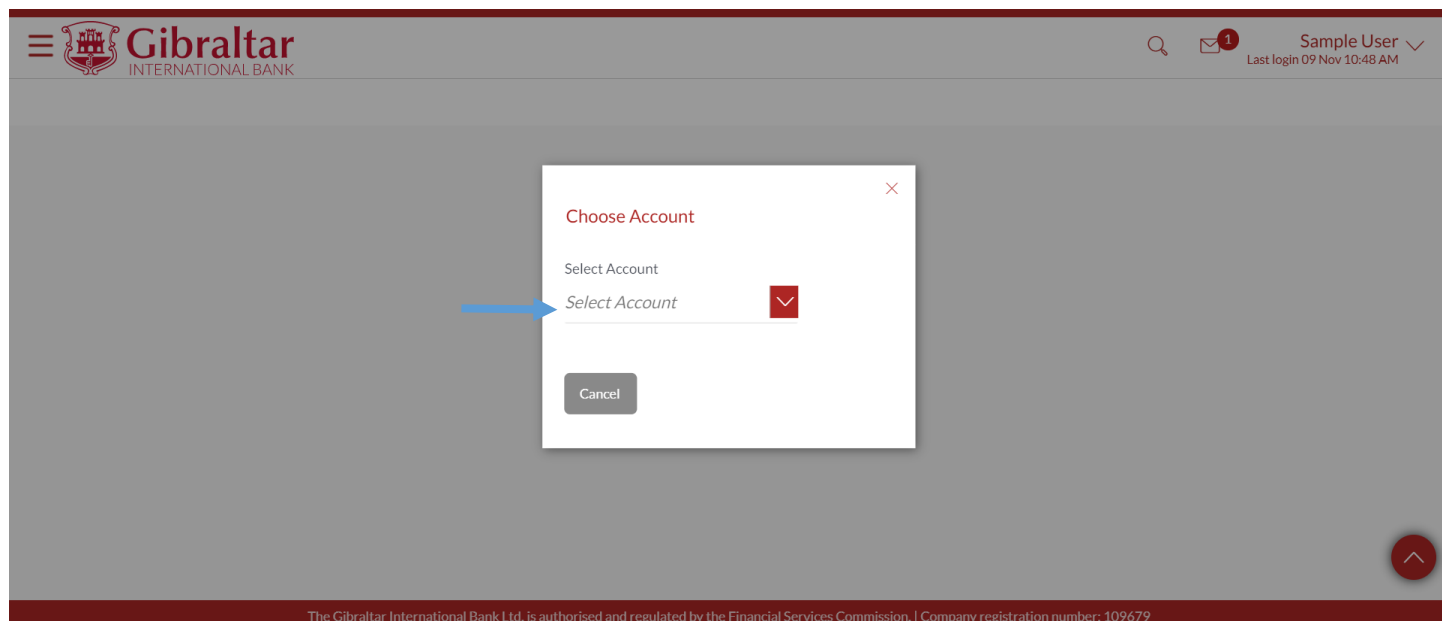 Gibraltar
INTERNATIONAL BANK
1
Sample User
Last login 09 Nov 10:48 AM
Choose Account
Select Account
Select Account
Cancel
The Gibraltar International Bank Ltd. is authorised and regulated by the Financial Services Commission. | Company registration number: 109679